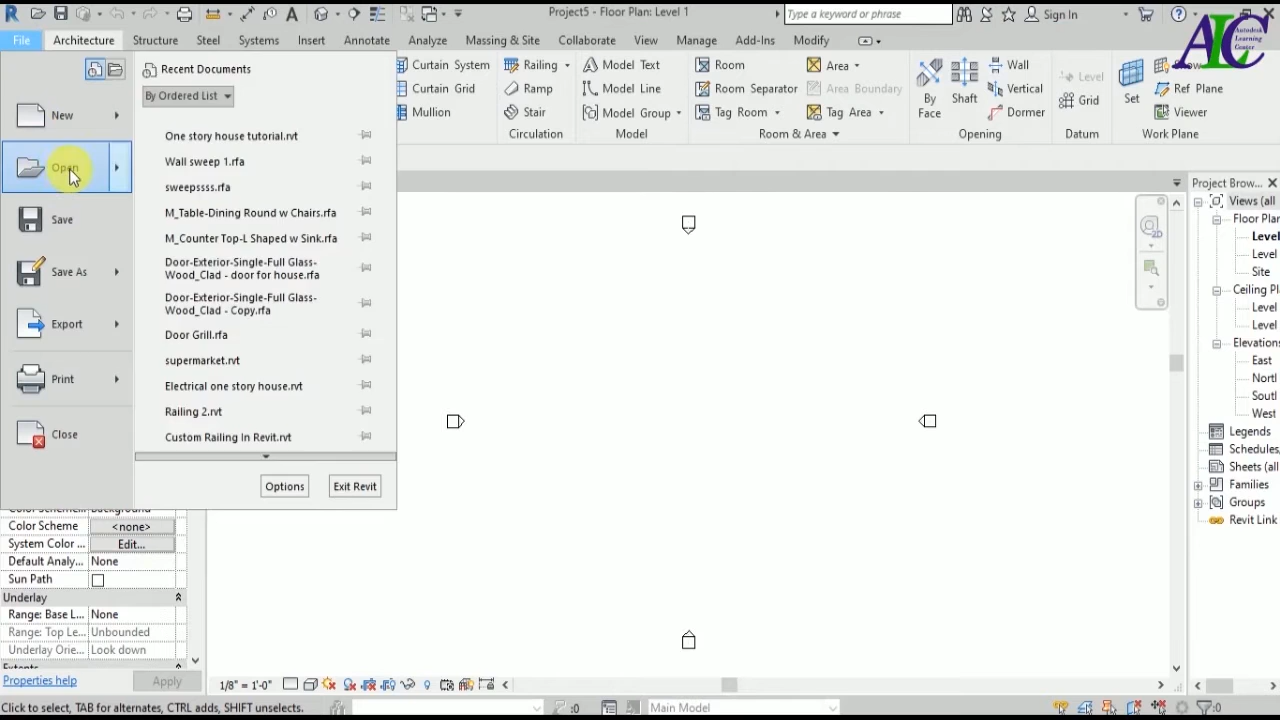 Project5 - Floor Plan: Level 1
Type a keyword or phrase
Sign In
File
Architecture
Structure
Steel
Systems
Insert
Annotate
Analyze
Massing & Site
Collaborate
View
Manage
Add-Ins
Modify
ALC
Autodesk
Learning
Center
Recent Documents
By Ordered List
New
Open
Save
Save As
Export
Print
Close
One story house tutorial.rvt
Wall sweep 1.rfa
sweepssss.rfa
M_Table-Dining Round w Chairs.rfa
M_Counter Top-L Shaped w Sink.rfa
Door-Exterior-Single-Full Glass-
Wood_Clad - door for house.rfa
Door-Exterior-Single-Full Glass-
Wood_Clad - Copy.rfa
Door Grill.rfa
supermarket.rvt
Electrical one story house.rvt
Railing 2.rvt
Custom Railing In Revit.rvt
Options
Exit Revit
Curtain System
Curtain Grid
Mullion
Railing
Ramp
Stair
Circulation
Model Text
Model Line
Model Group
Model
Room
Room Separator
Tag Room
Area
Area Boundary
Tag Area
Room & Area
By
Face
Shaft
Wall
Vertical
Dormer
Opening
Level
Grid
Datum
Set
Show
Ref Plane
Viewer
Work Plane
2D
Project Brow...
Views (all
Floor Plan
Level
Level
Site
Ceiling Pl
Level
Level
Elevations
East
North
South
West
Legends
Schedules,
Sheets (all
Families
Groups
Revit Link
Color Scheme
<none>
System Color ...
Edit...
Default Analy...
None
Sun Path
Underlay
Range: Base L...
None
Range: Top Le...
Unbounded
Underlay Orie...
Look down
Properties help
Apply
1/8" = 1'-0"
Click to select, TAB for alternates, CTRL adds, SHIFT unselects.
:0
Main Model
:0